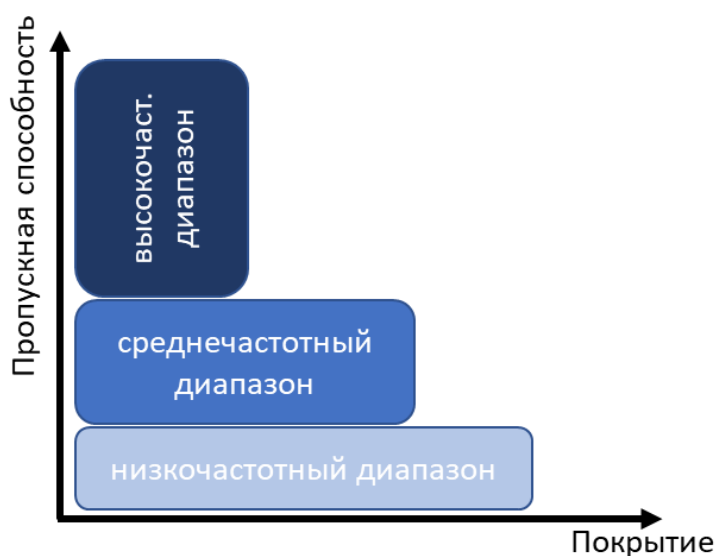 Пропускная способность
высокочаст.
диапазон
среднечастотный
диапазон
низкочастотный диапазон
Покрытие